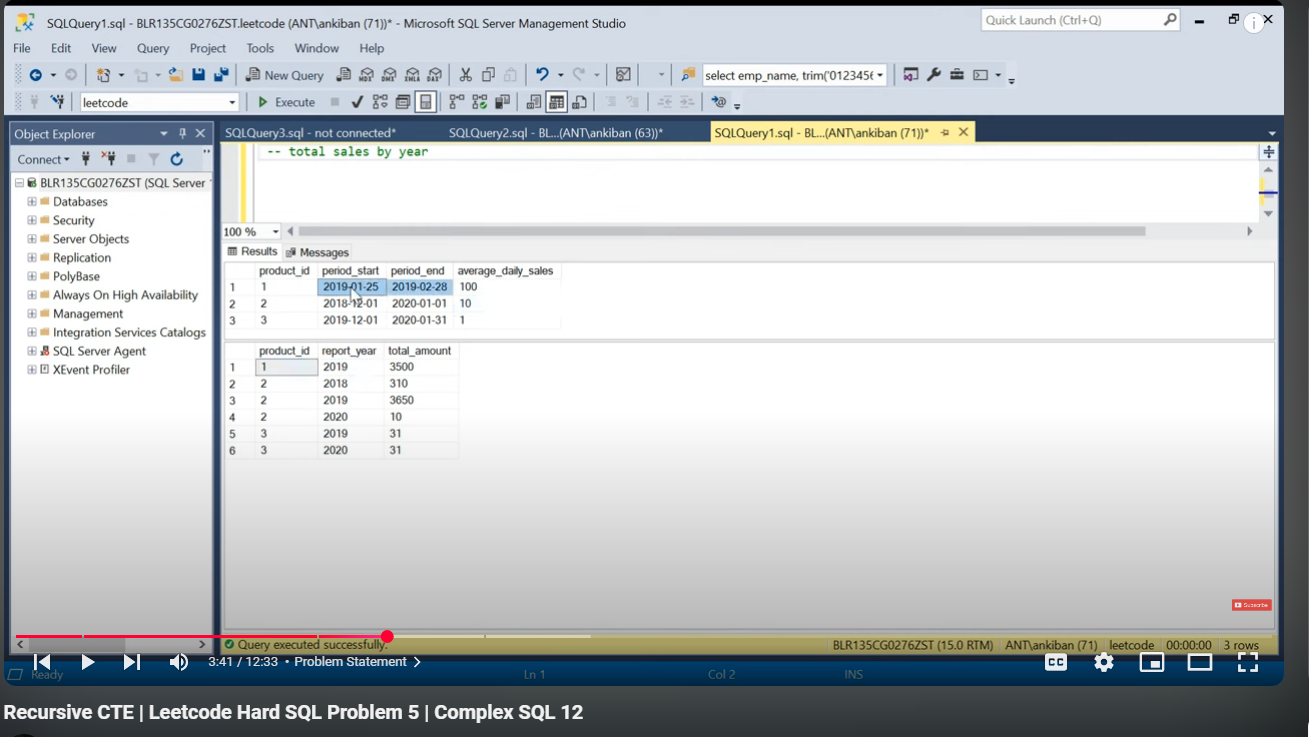 SQLQuery1.sql - BLR135CG0276ZST.leetcode (ANT\ankiban (71))* - Microsoft SQL Server Management Studio
Quick Launch (Ctrl+Q)
File Edit View Query Project Tools Window Help
New Query
select emp_name, trim('0123456
leetcode
Execute
Object Explorer
SQLQuery3.sql - not connected*
SQLQuery2.sql - BL...(ANT\ankiban (63))*
SQLQuery1.sql - BL...(ANT\ankiban (71))*
Connect
-- total sales by year
BLR135CG0276ZST (SQL Server
Databases
Security
Server Objects
Replication
PolyBase
Always On High Availability
Management
Integration Services Catalogs
SQL Server Agent
XEvent Profiler
100 %
Results Messages
product_id period_start period_end average_daily_sales
1 1 2019-01-25 2019-02-28 100
2 2 2018-12-01 2020-01-01 10
3 3 2019-12-01 2020-01-31 1
product_id report_year total_amount
1 1 2019 3500
2 2 2018 310
3 2 2019 3650
4 2 2020 10
5 3 2019 31
6 3 2020 31
Subscribe
Query executed successfully.
BLR135CG0276ZST (15.0 RTM) ANT\ankiban (71) leetcode 00:00:00 3 rows
3:41 / 12:33 • Problem Statement
CC
Ready
Ln 1
Col 2
INS
Recursive CTE | Leetcode Hard SQL Problem 5 | Complex SQL 12